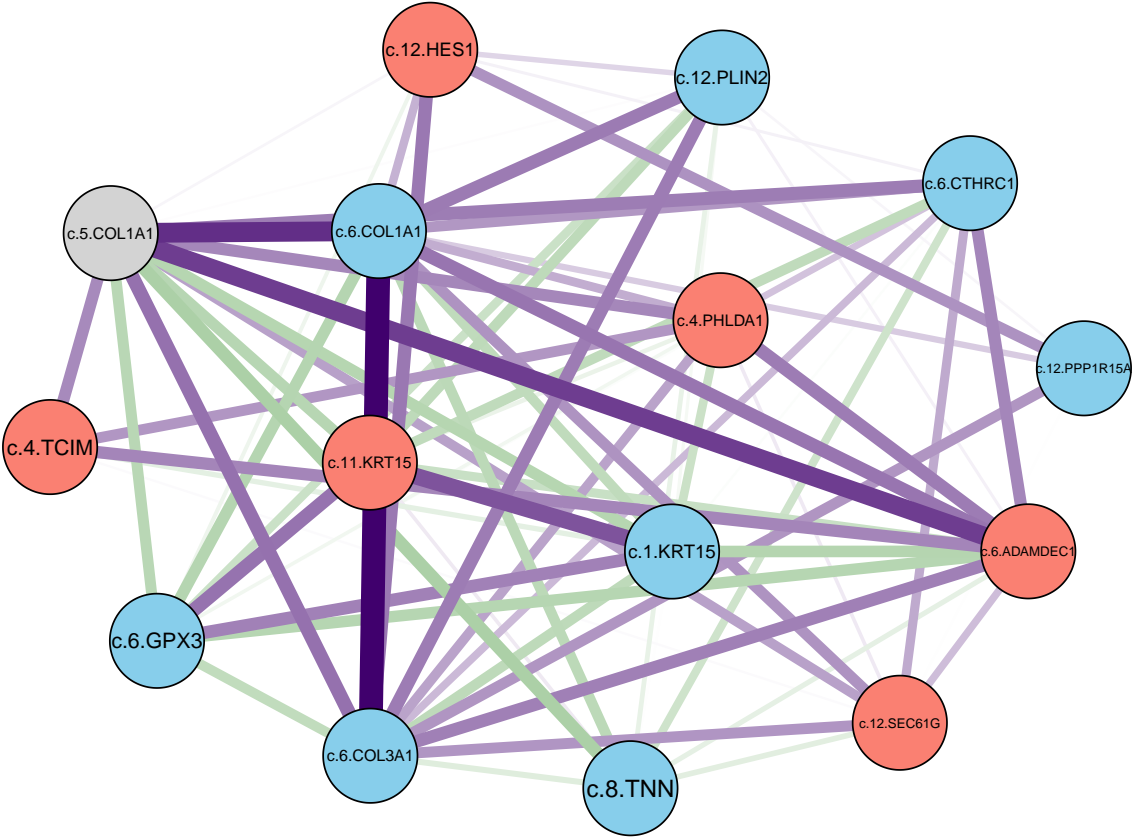 c.12.HES1
c.12.PLIN2
c.6.CTHRC1
c.5.COL1A1
c.6.COL1A1
c.4.PHLDA1
c.12.PPP1R15A
c.4.TCIM
c.11.KRT15
c.1.KRT15
c.6.ADAMDEC1
c.6.GPX3
c.12.SEC61G
c.6.COL3A1
c.8.TNN